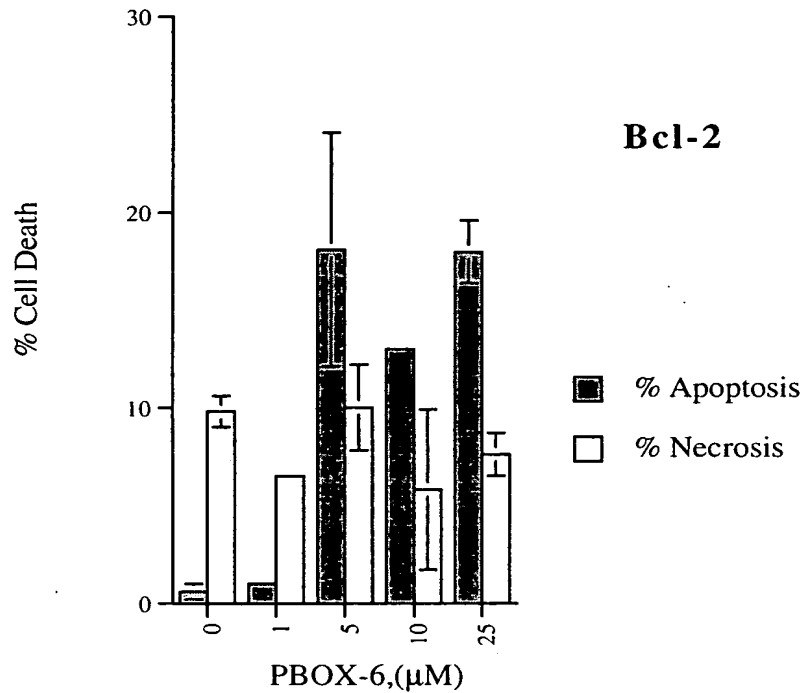 30
Bcl-2
20
% Cell Death
10
% Apoptosis
% Necrosis
0
0
1
5
10
25
PBOX-6,(μM)